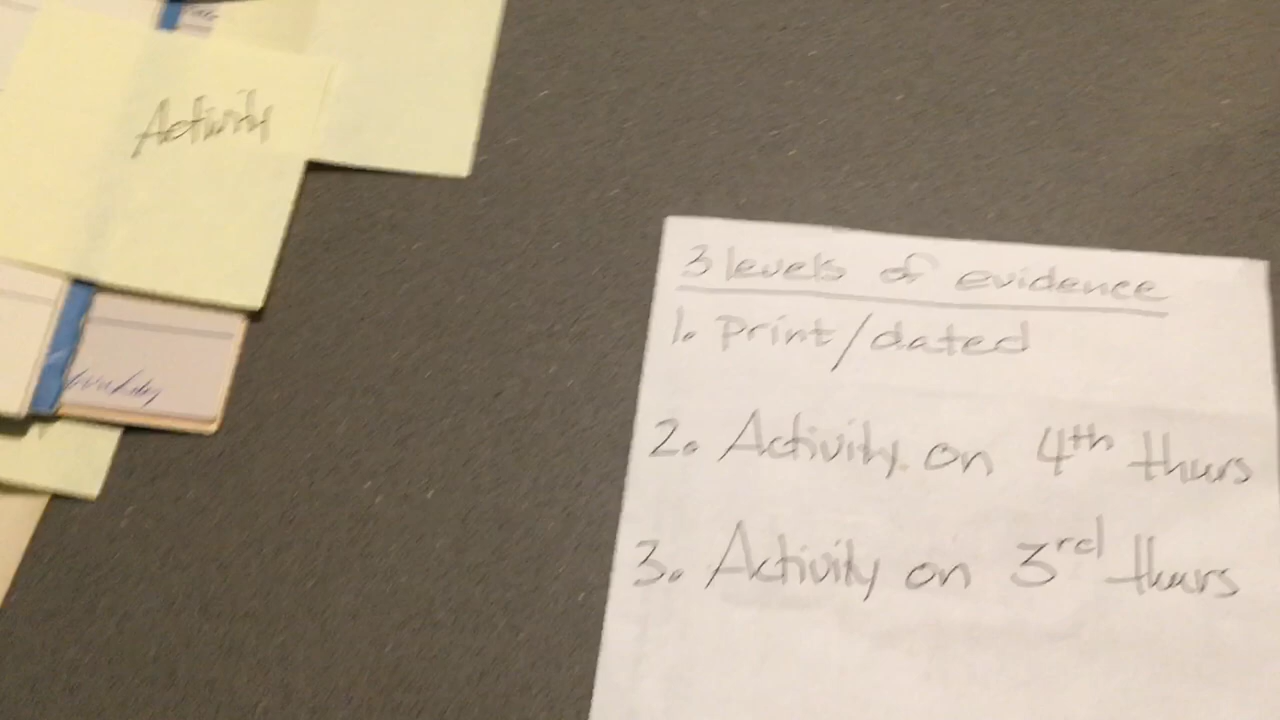 Activity
3 levels of evidence
1. Print/dated
2. Activity on 4th thurs
3. Activity on 3rd thurs